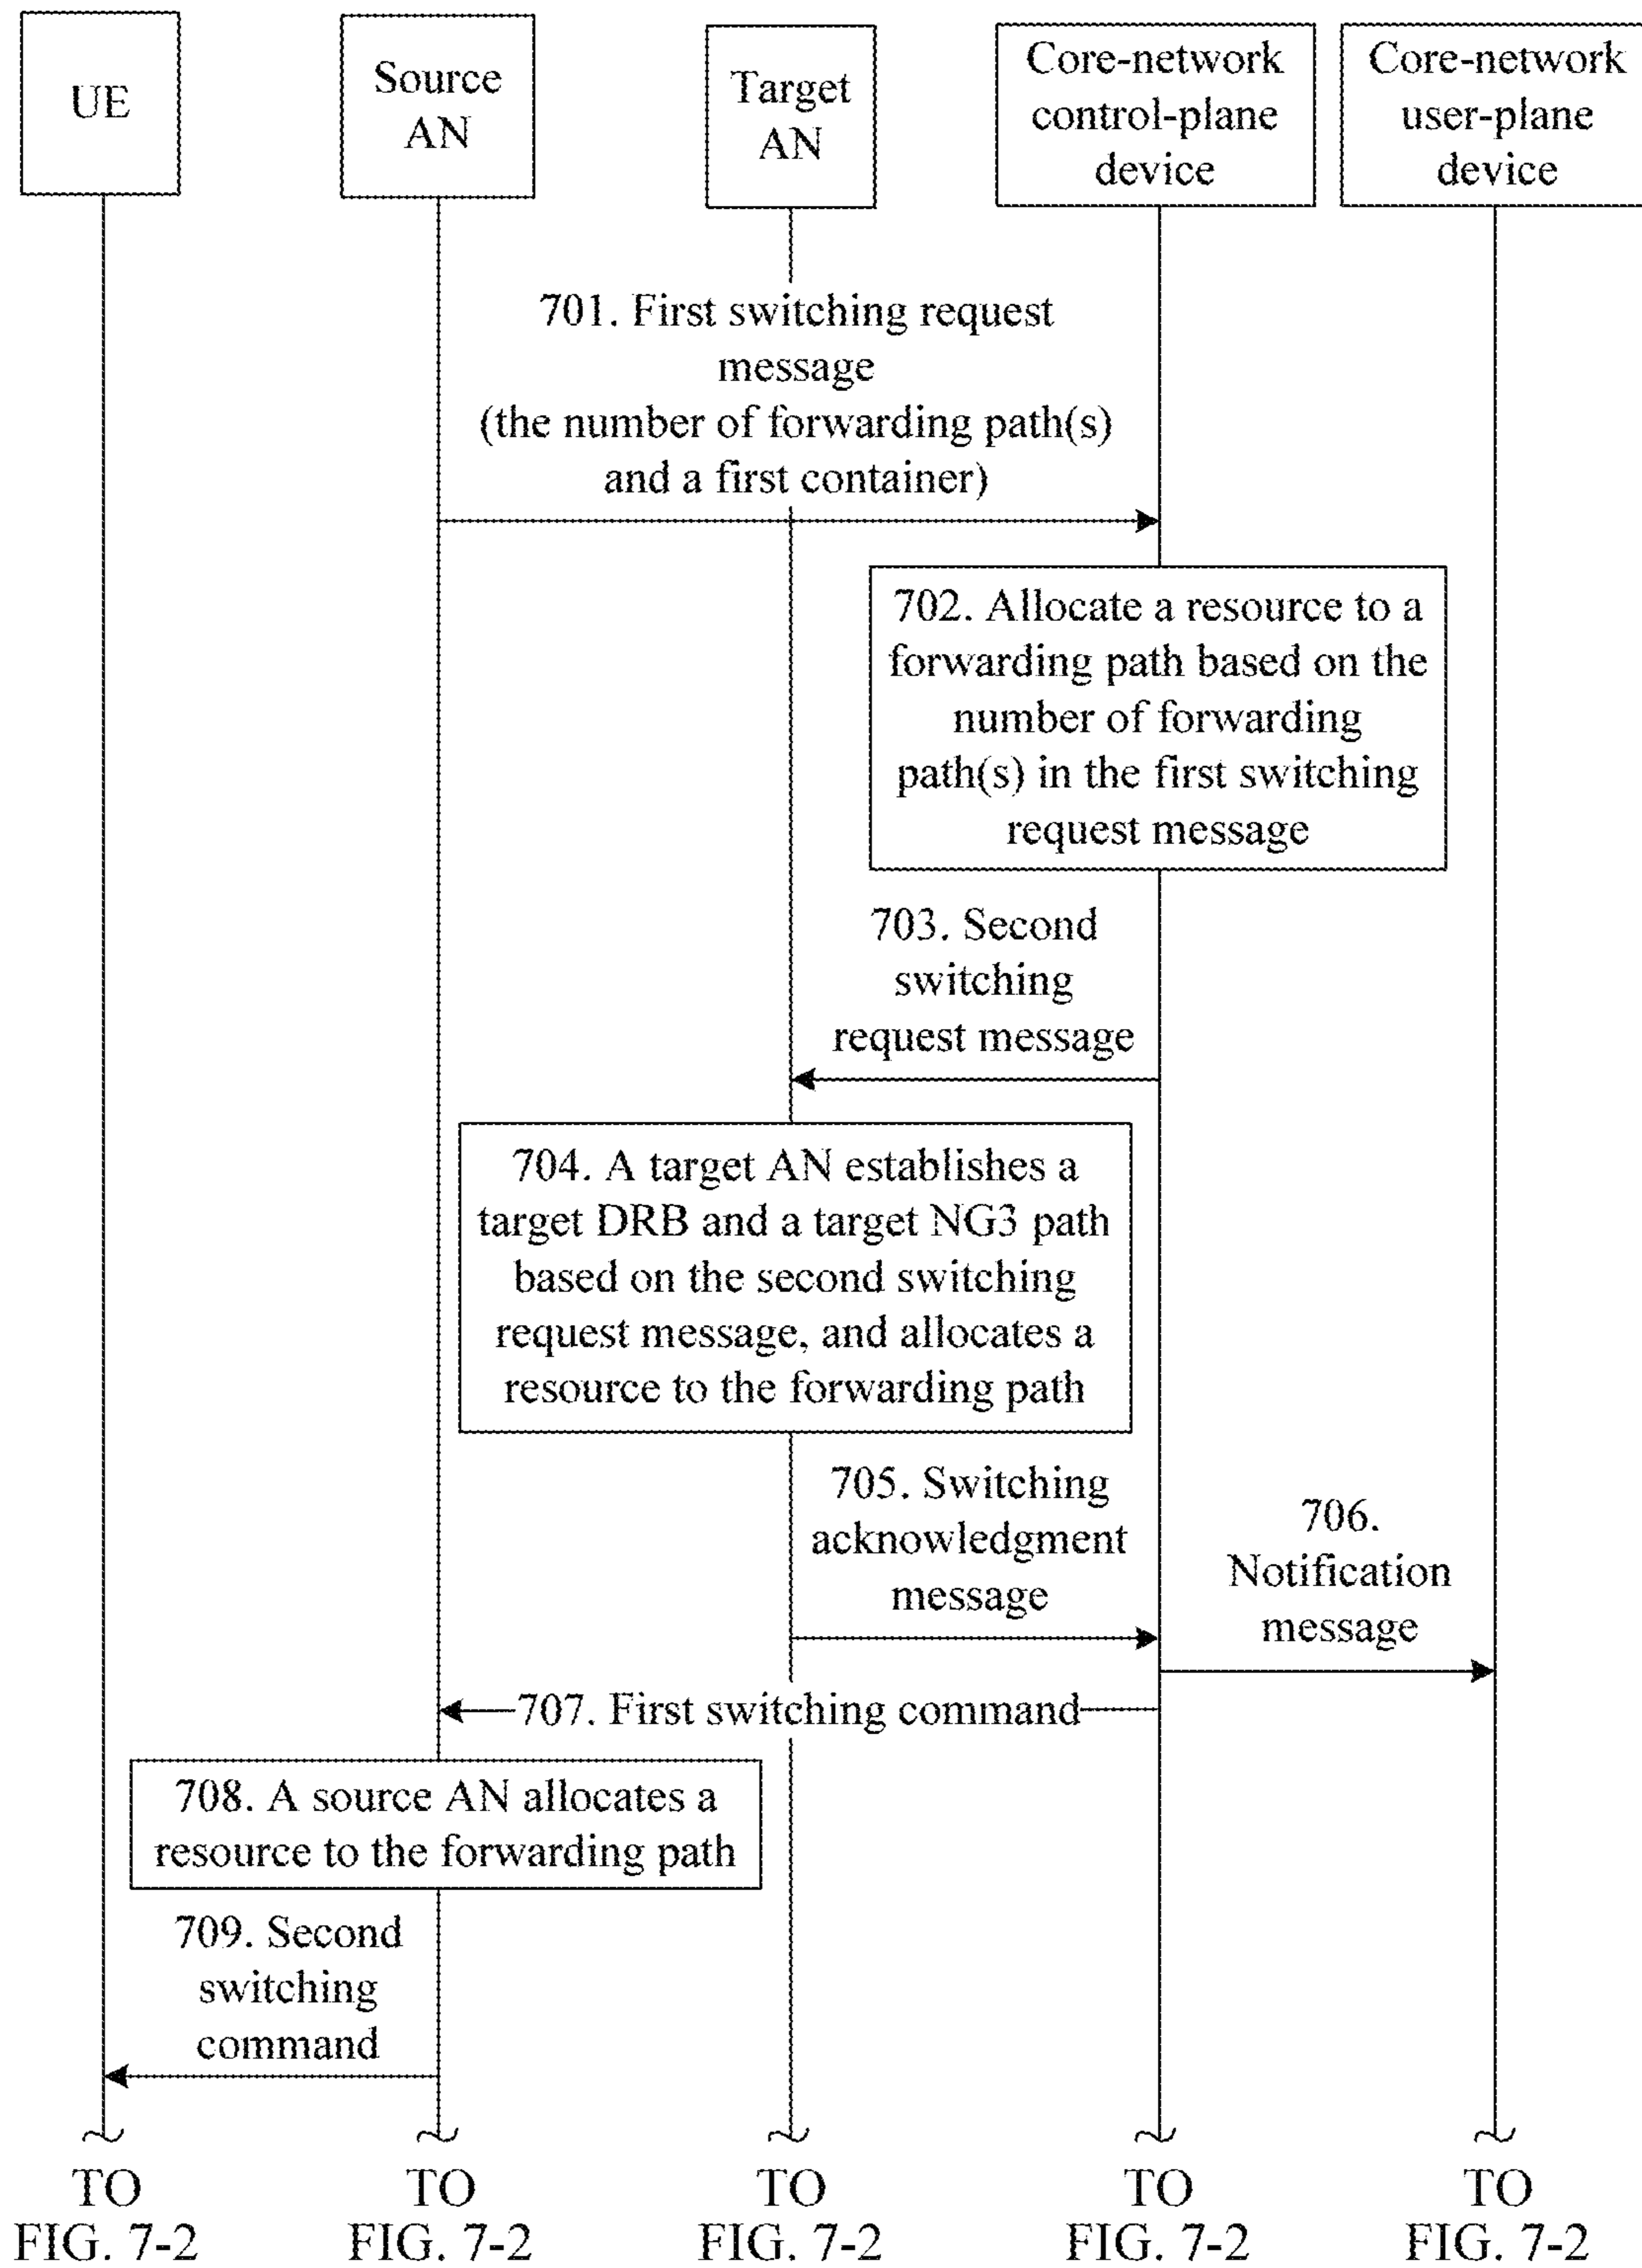 UE
Source
AN
Target
AN
Core-network
control-plane
device
Core-network
user-plane
device
701. First switching request
message
(the number of forwarding path(s)
and a first container)
702. Allocate a resource to a
forwarding path based on the
number of forwarding
path(s) in the first switching
request message
703. Second
switching
request message
704. A target AN establishes a
target DRB and a target NG3 path
based on the second switching
request message, and allocates a
resource to the forwarding path
705. Switching
acknowledgment
message
706.
Notification
message
707. First switching command
708. A source AN allocates a
resource to the forwarding path
709. Second
switching
command
TO
FIG. 7-2
TO
FIG. 7-2
TO
FIG. 7-2
TO
FIG. 7-2
TO
FIG. 7-2